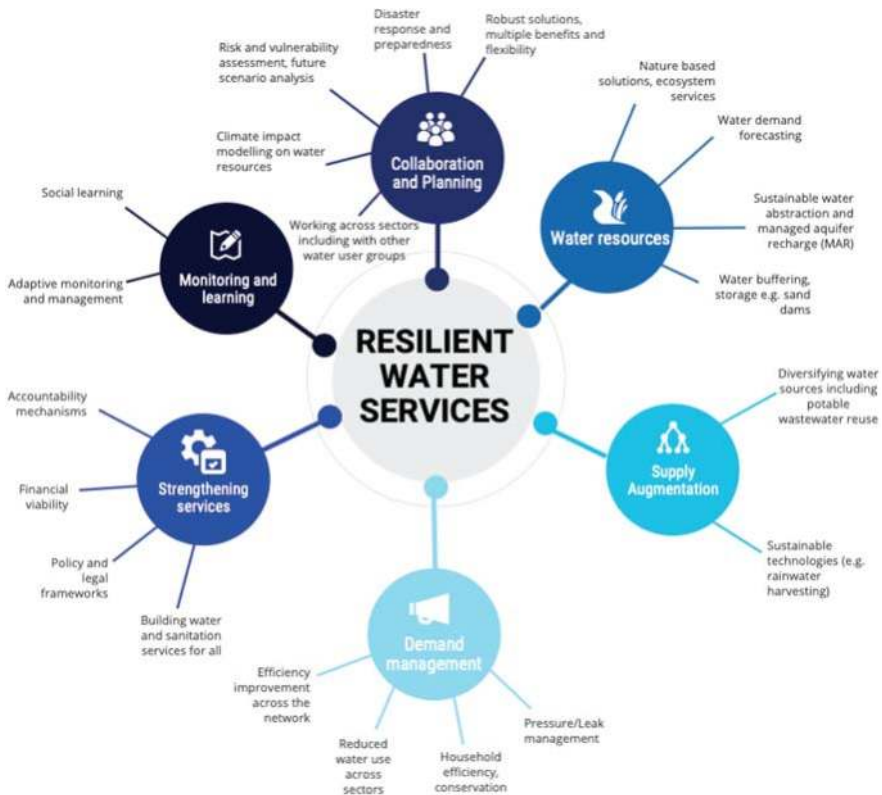 Disaster
response and
preparedness
Robust solutions,
multiple benefits and
flexibility
Risk and vulnerability
assessment, future
scenario analysis
Climate impact
modelling on water
resources
Working across sectors
including with other
water user groups
Collaboration
and Planning
Nature based
solutions, ecosystem
services
Water demand
forecasting
Sustainable water
abstraction and
managed aquifer
recharge (MAR)
Water buffering,
storage e.g. sand
dams
Water resources
Social learning
Adaptive monitoring
and management
Monitoring and
learning
RESILIENT
WATER
SERVICES
Diversifying water
sources including
potable
wastewater reuse
Sustainable
technologies (e.g.
rainwater
harvesting)
Supply
Augmentation
Accountability
mechanisms
Financial
viability
Policy and
legal
frameworks
Building water
and sanitation
services for all
Strengthening
services
Demand
management
Efficiency
improvement
across the
network
Reduced
water use
across
sectors
Household
efficiency,
conservation
Pressure/Leak
management